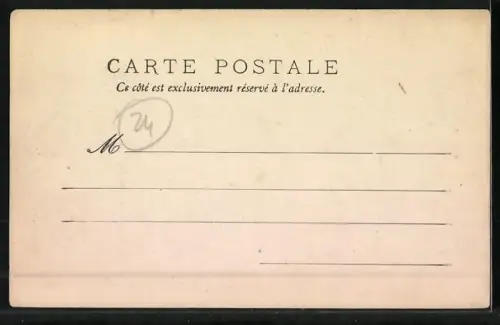 CARTE POSTALE
Ce côté est exclusivement réservé à l'adresse.
24
M